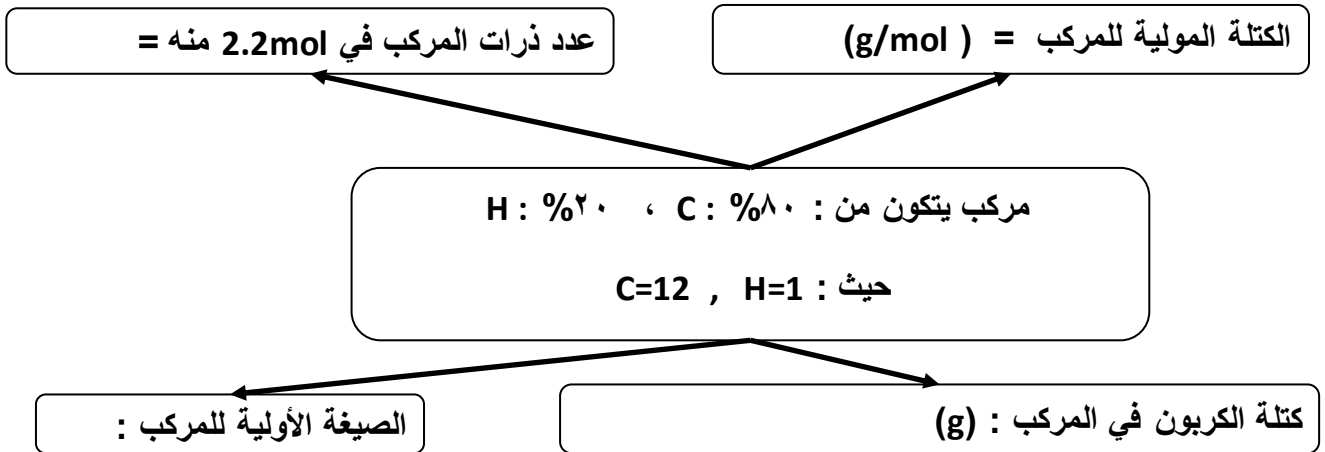 الكتلة المولية للمركب = ( g/mol)
عدد ذرات المركب في 2.2mol منه =
مركب يتكون من : ٨٠% : C ، ٢٠% : H
حيث : C=12 , H=1
كتلة الكربون في المركب : (g)
الصيغة الأولية للمركب :